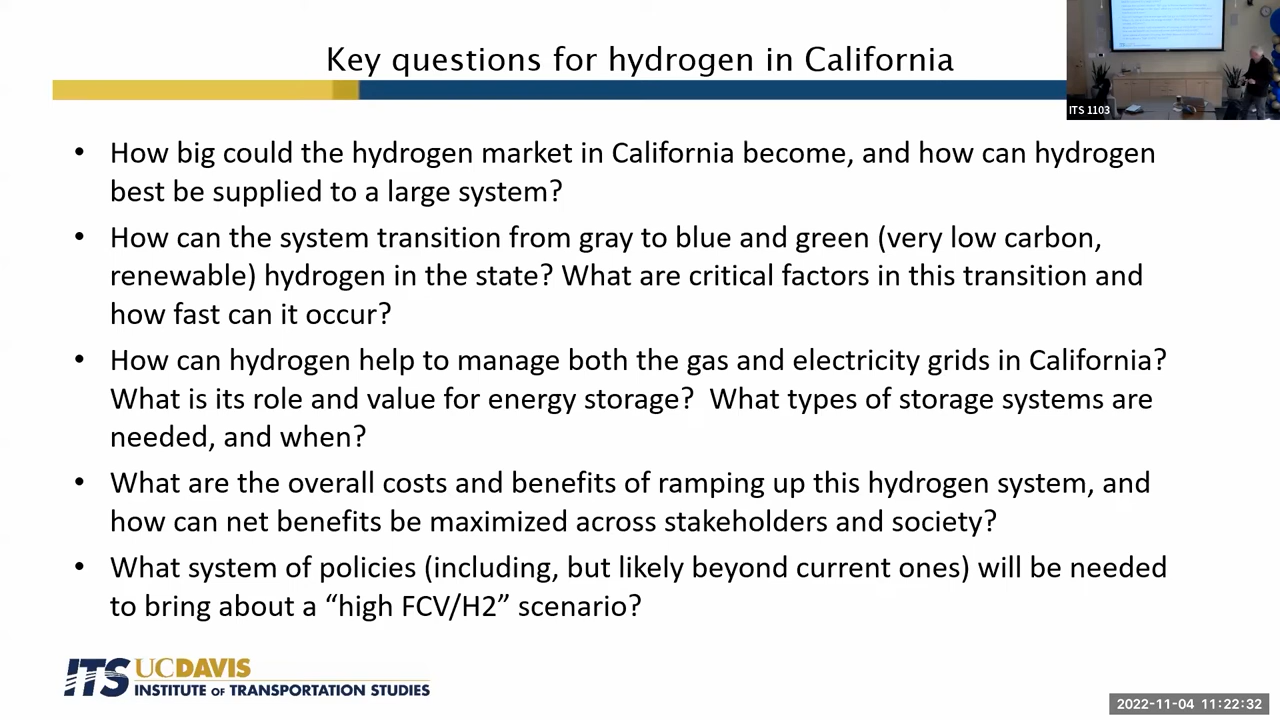 Key questions for hydrogen in California
ITS 1103
• How big could the hydrogen market in California become, and how can hydrogen
best be supplied to a large system?
• How can the system transition from gray to blue and green (very low carbon,
renewable) hydrogen in the state? What are critical factors in this transition and
how fast can it occur?
• How can hydrogen help to manage both the gas and electricity grids in California?
What is its role and value for energy storage?  What types of storage systems are
needed, and when?
• What are the overall costs and benefits of ramping up this hydrogen system, and
how can net benefits be maximized across stakeholders and society?
• What system of policies (including, but likely beyond current ones) will be needed
to bring about a “high FCV/H2” scenario?
ITS UCDAVIS
INSTITUTE OF TRANSPORTATION STUDIES
2022-11-04 11:22:32